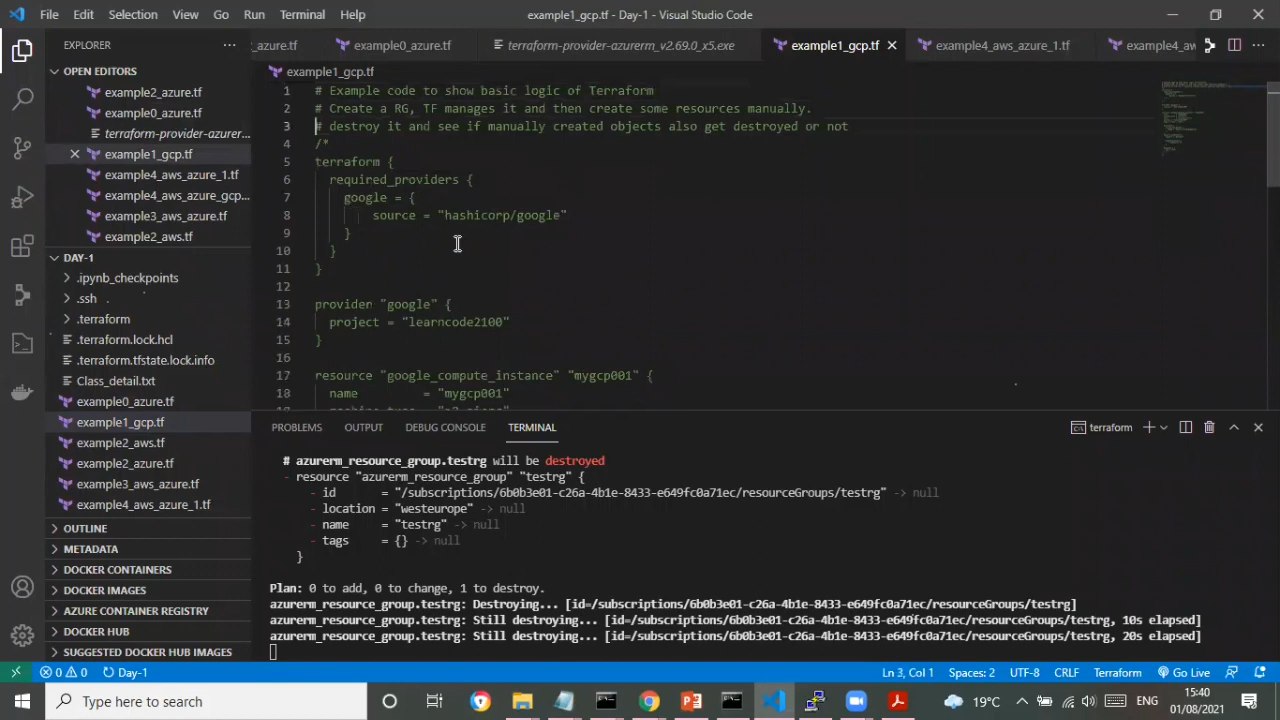 File Edit Selection View Go Run Terminal Help
example1_gcp.tf - Day-1 - Visual Studio Code
EXPLORER
_azure.tf
example0_azure.tf
terraform-provider-azurerm_v2.69.0_x5.exe
example1_gcp.tf
example4_aws_azure_1.tf
example4_aw
OPEN EDITORS
example2_azure.tf
example0_azure.tf
terraform-provider-azurer...
example1_gcp.tf
example4_aws_azure_1.tf
example4_aws_azure_gcp...
example3_aws_azure.tf
example2_aws.tf
DAY-1
.ipynb_checkpoints
.ssh
.terraform
.terraform.lock.hcl
.terraform.tfstate.lock.info
Class_detail.txt
example0_azure.tf
example1_gcp.tf
example2_aws.tf
example2_azure.tf
example3_aws_azure.tf
example4_aws_azure_1.tf
OUTLINE
METADATA
DOCKER CONTAINERS
DOCKER IMAGES
AZURE CONTAINER REGISTRY
DOCKER HUB
SUGGESTED DOCKER HUB IMAGES
example1_gcp.tf
1 # Example code to show basic logic of Terraform
2 # Create a RG, TF manages it and then create some resources manually.
3 # destroy it and see if manually created objects also get destroyed or not
4 /*
5 terraform {
6 required_providers {
7 google = {
8 source = "hashicorp/google"
9 }
10 }
11 }
12
13 provider "google" {
14 project = "learncode2100"
15 }
16
17 resource "google_compute_instance" "mygcp001" {
18 name = "mygcp001"
PROBLEMS OUTPUT DEBUG CONSOLE TERMINAL
terraform
# azurerm_resource_group.testrg will be destroyed
- resource "azurerm_resource_group" "testrg" {
- id = "/subscriptions/6b0b3e01-c26a-4b1e-8433-e649fc0a71ec/resourceGroups/testrg" -> null
- location = "westeurope" -> null
- name = "testrg" -> null
- tags = {} -> null
}
Plan: 0 to add, 0 to change, 1 to destroy.
azurerm_resource_group.testrg: Destroying... [id=/subscriptions/6b0b3e01-c26a-4b1e-8433-e649fc0a71ec/resourceGroups/testrg]
azurerm_resource_group.testrg: Still destroying... [id=/subscriptions/6b0b3e01-c26a-4b1e-8433-e649fc0a71ec/resourceGroups/testrg, 10s elapsed]
azurerm_resource_group.testrg: Still destroying... [id=/subscriptions/6b0b3e01-c26a-4b1e-8433-e649fc0a71ec/resourceGroups/testrg, 20s elapsed]
0 0 Day-1
Ln 3, Col 1 Spaces: 2 UTF-8 CRLF Terraform Go Live
Type here to search
19°C
ENG
15:40
01/08/2021